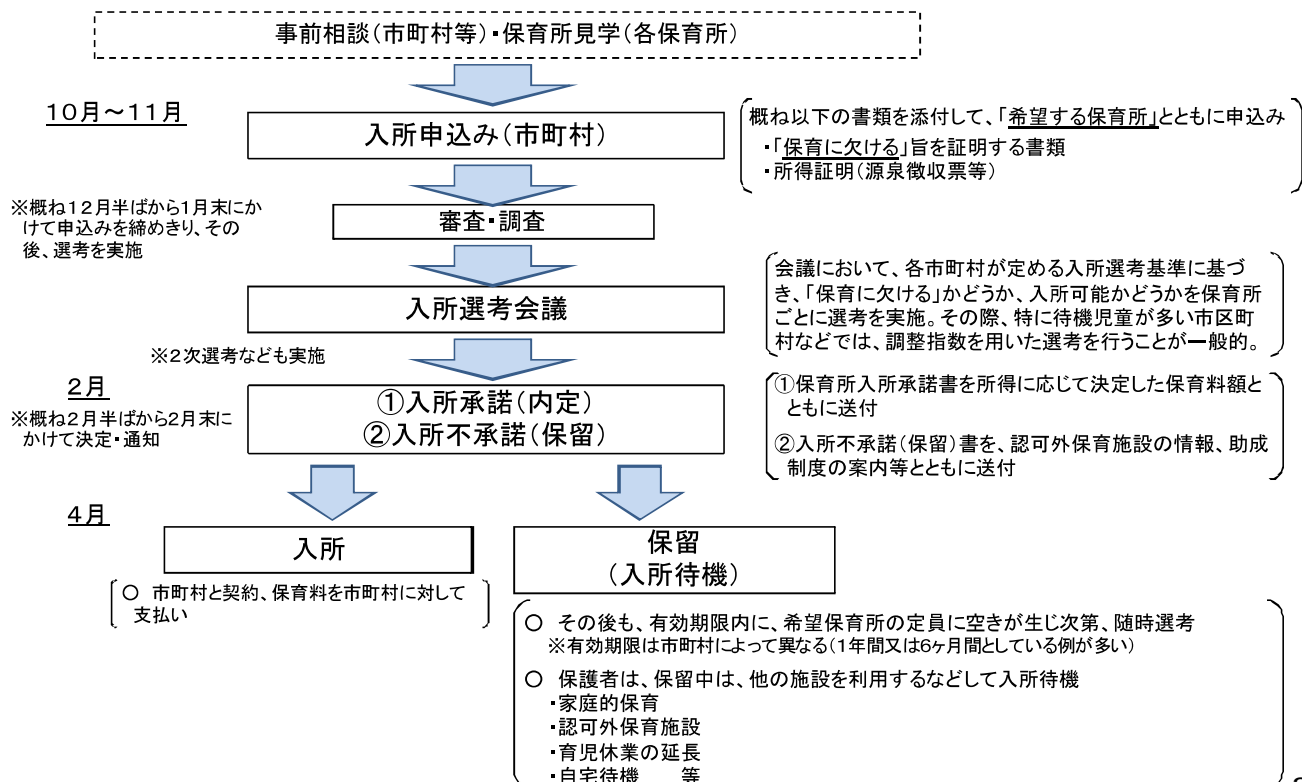 事前相談(市町村等)・保育所見学(各保育所)
10月～11月
入所申込み(市町村)
概ね以下の書類を添付して、「希望する保育所」とともに申込み
・「保育に欠ける」旨を証明する書類
・所得証明(源泉徴収票等)
※概ね12月半ばから1月末にか
けて申込みを締めきり、その
後、選考を実施
審査・調査
入所選考会議
会議において、各市町村が定める入所選考基準に基づ
き、「保育に欠ける」かどうか、入所可能かどうかを保育所
ごとに選考を実施。その際、特に待機児童が多い市区町
村などでは、調整指数を用いた選考を行うことが一般的。
※2次選考なども実施
2月
※概ね2月半ばから2月末に
かけて決定・通知
①入所承諾(内定)
②入所不承諾(保留)
①保育所入所承諾書を所得に応じて決定した保育料額と
ともに送付
②入所不承諾(保留)書を、認可外保育施設の情報、助成
制度の案内等とともに送付
4月
入所
○ 市町村と契約、保育料を市町村に対して
支払い
保留
(入所待機)
○ その後も、有効期限内に、希望保育所の定員に空きが生じ次第、随時選考
※有効期限は市町村によって異なる(1年間又は6ヶ月間としている例が多い)
○ 保護者は、保留中は、他の施設を利用するなどして入所待機
・家庭的保育
・認可外保育施設
・育児休業の延長
・自宅待機 等